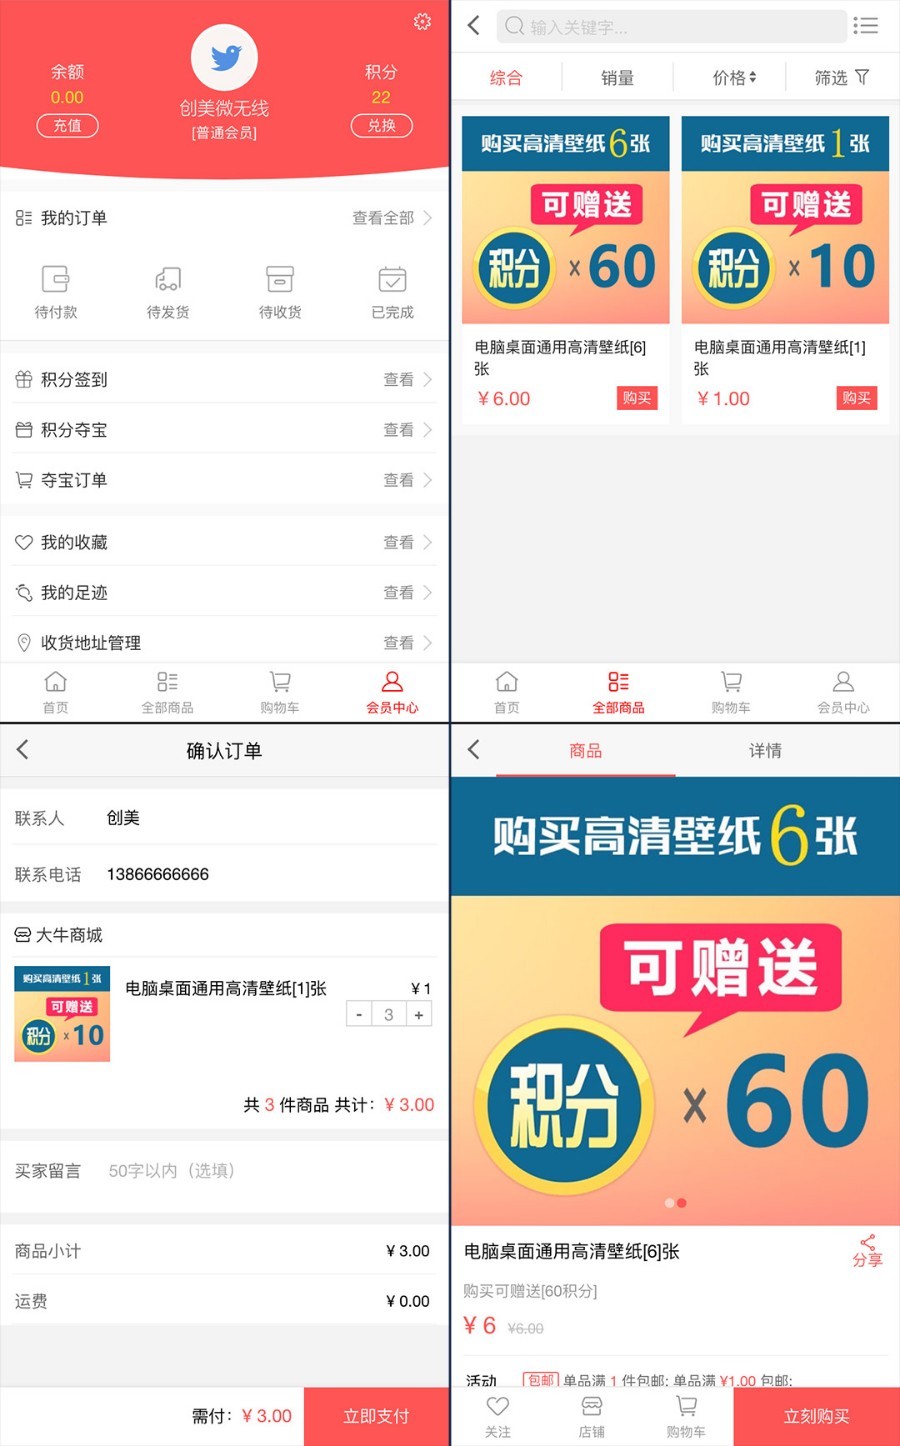 余额
0.00
充值
创美微无线
[普通会员]
积分
22
兑换
我的订单 查看全部
待付款 待发货 待收货 已完成
积分签到 查看
积分夺宝 查看
夺宝订单 查看
我的收藏 查看
我的足迹 查看
收货地址管理 查看
首页 全部商品 购物车 会员中心
输入关键字...
综合 销量 价格 筛选
购买高清壁纸6张
可赠送
积分 x 60
电脑桌面通用高清壁纸[6]
张
¥ 6.00 购买
购买高清壁纸1张
可赠送
积分 x 10
电脑桌面通用高清壁纸[1]
张
¥ 1.00 购买
首页 全部商品 购物车 会员中心
确认订单
联系人 创美
联系电话 13866666666
大牛商城
购买高清壁纸1张
可赠送
积分 x 10
电脑桌面通用高清壁纸[1]张 ¥ 1
- 3 +
共 3 件商品 共计: ¥ 3.00
买家留言 50字以内（选填）
商品小计 ¥ 3.00
运费 ¥ 0.00
需付: ¥ 3.00 立即支付
商品 详情
购买高清壁纸6张
可赠送
积分 x 60
电脑桌面通用高清壁纸[6]张
分享
购买可赠送[60积分]
¥ 6 ¥6.00
活动 包邮 单品满 1 件包邮; 单品满 ¥1.00 包邮;
关注 店铺 购物车 立刻购买